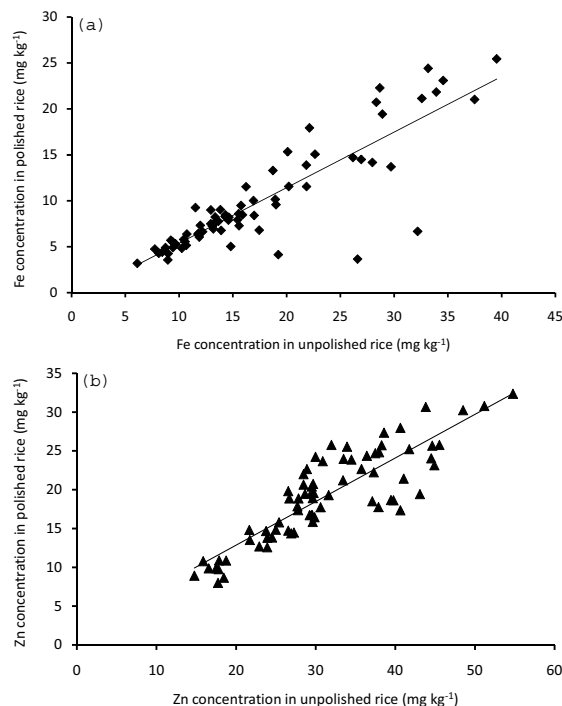 (a)
Fe concentration in polished rice (mg kg⁻¹)
30
25
20
15
10
5
0
0 5 10 15 20 25 30 35 40 45
Fe concentration in unpolished rice (mg kg⁻¹)
(b)
Zn concentration in polished rice (mg kg⁻¹)
35
30
25
20
15
10
5
0
0 10 20 30 40 50 60
Zn concentration in unpolished rice (mg kg⁻¹)